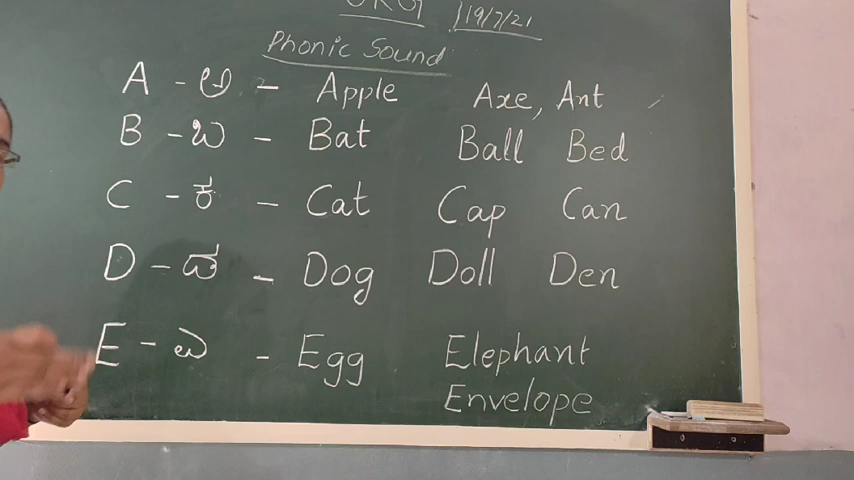 UKG 19/7/21
Phonic Sound
A - ಅ - Apple Axe, Ant
B - ಬ - Bat Ball Bed
C - ಕ - Cat Cap Can
D - ಡ - Dog Doll Den
E - ಎ - Egg Elephant
Envelope